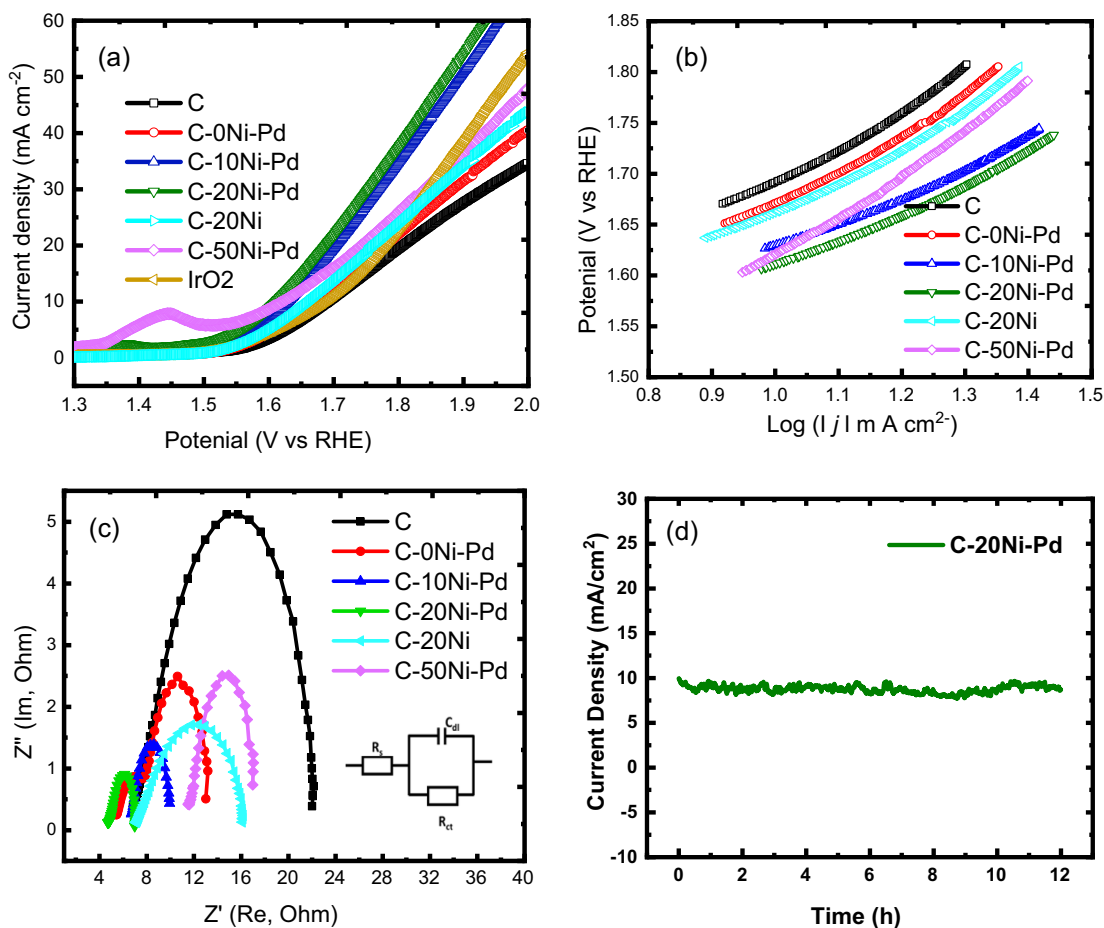 (a)
C
C-0Ni-Pd
C-10Ni-Pd
C-20Ni-Pd
C-20Ni
C-50Ni-Pd
IrO2
Current density (mA cm-2)
60
50
40
30
20
10
0
1.3 1.4 1.5 1.6 1.7 1.8 1.9 2.0
Potenial (V vs RHE)
(b)
C
C-0Ni-Pd
C-10Ni-Pd
C-20Ni-Pd
C-20Ni
C-50Ni-Pd
Potenial (V vs RHE)
1.85
1.80
1.75
1.70
1.65
1.60
1.55
1.50
0.8 0.9 1.0 1.1 1.2 1.3 1.4 1.5
Log (I j I m A cm2-)
(c)
C
C-0Ni-Pd
C-10Ni-Pd
C-20Ni-Pd
C-20Ni
C-50Ni-Pd
Z" (Im, Ohm)
5
4
3
2
1
0
Rs
Cdl
Rct
4 8 12 16 20 24 28 32 36 40
Z' (Re, Ohm)
(d)
C-20Ni-Pd
Current Density (mA/cm2)
30
25
20
15
10
5
0
-5
-10
0 2 4 6 8 10 12
Time (h)